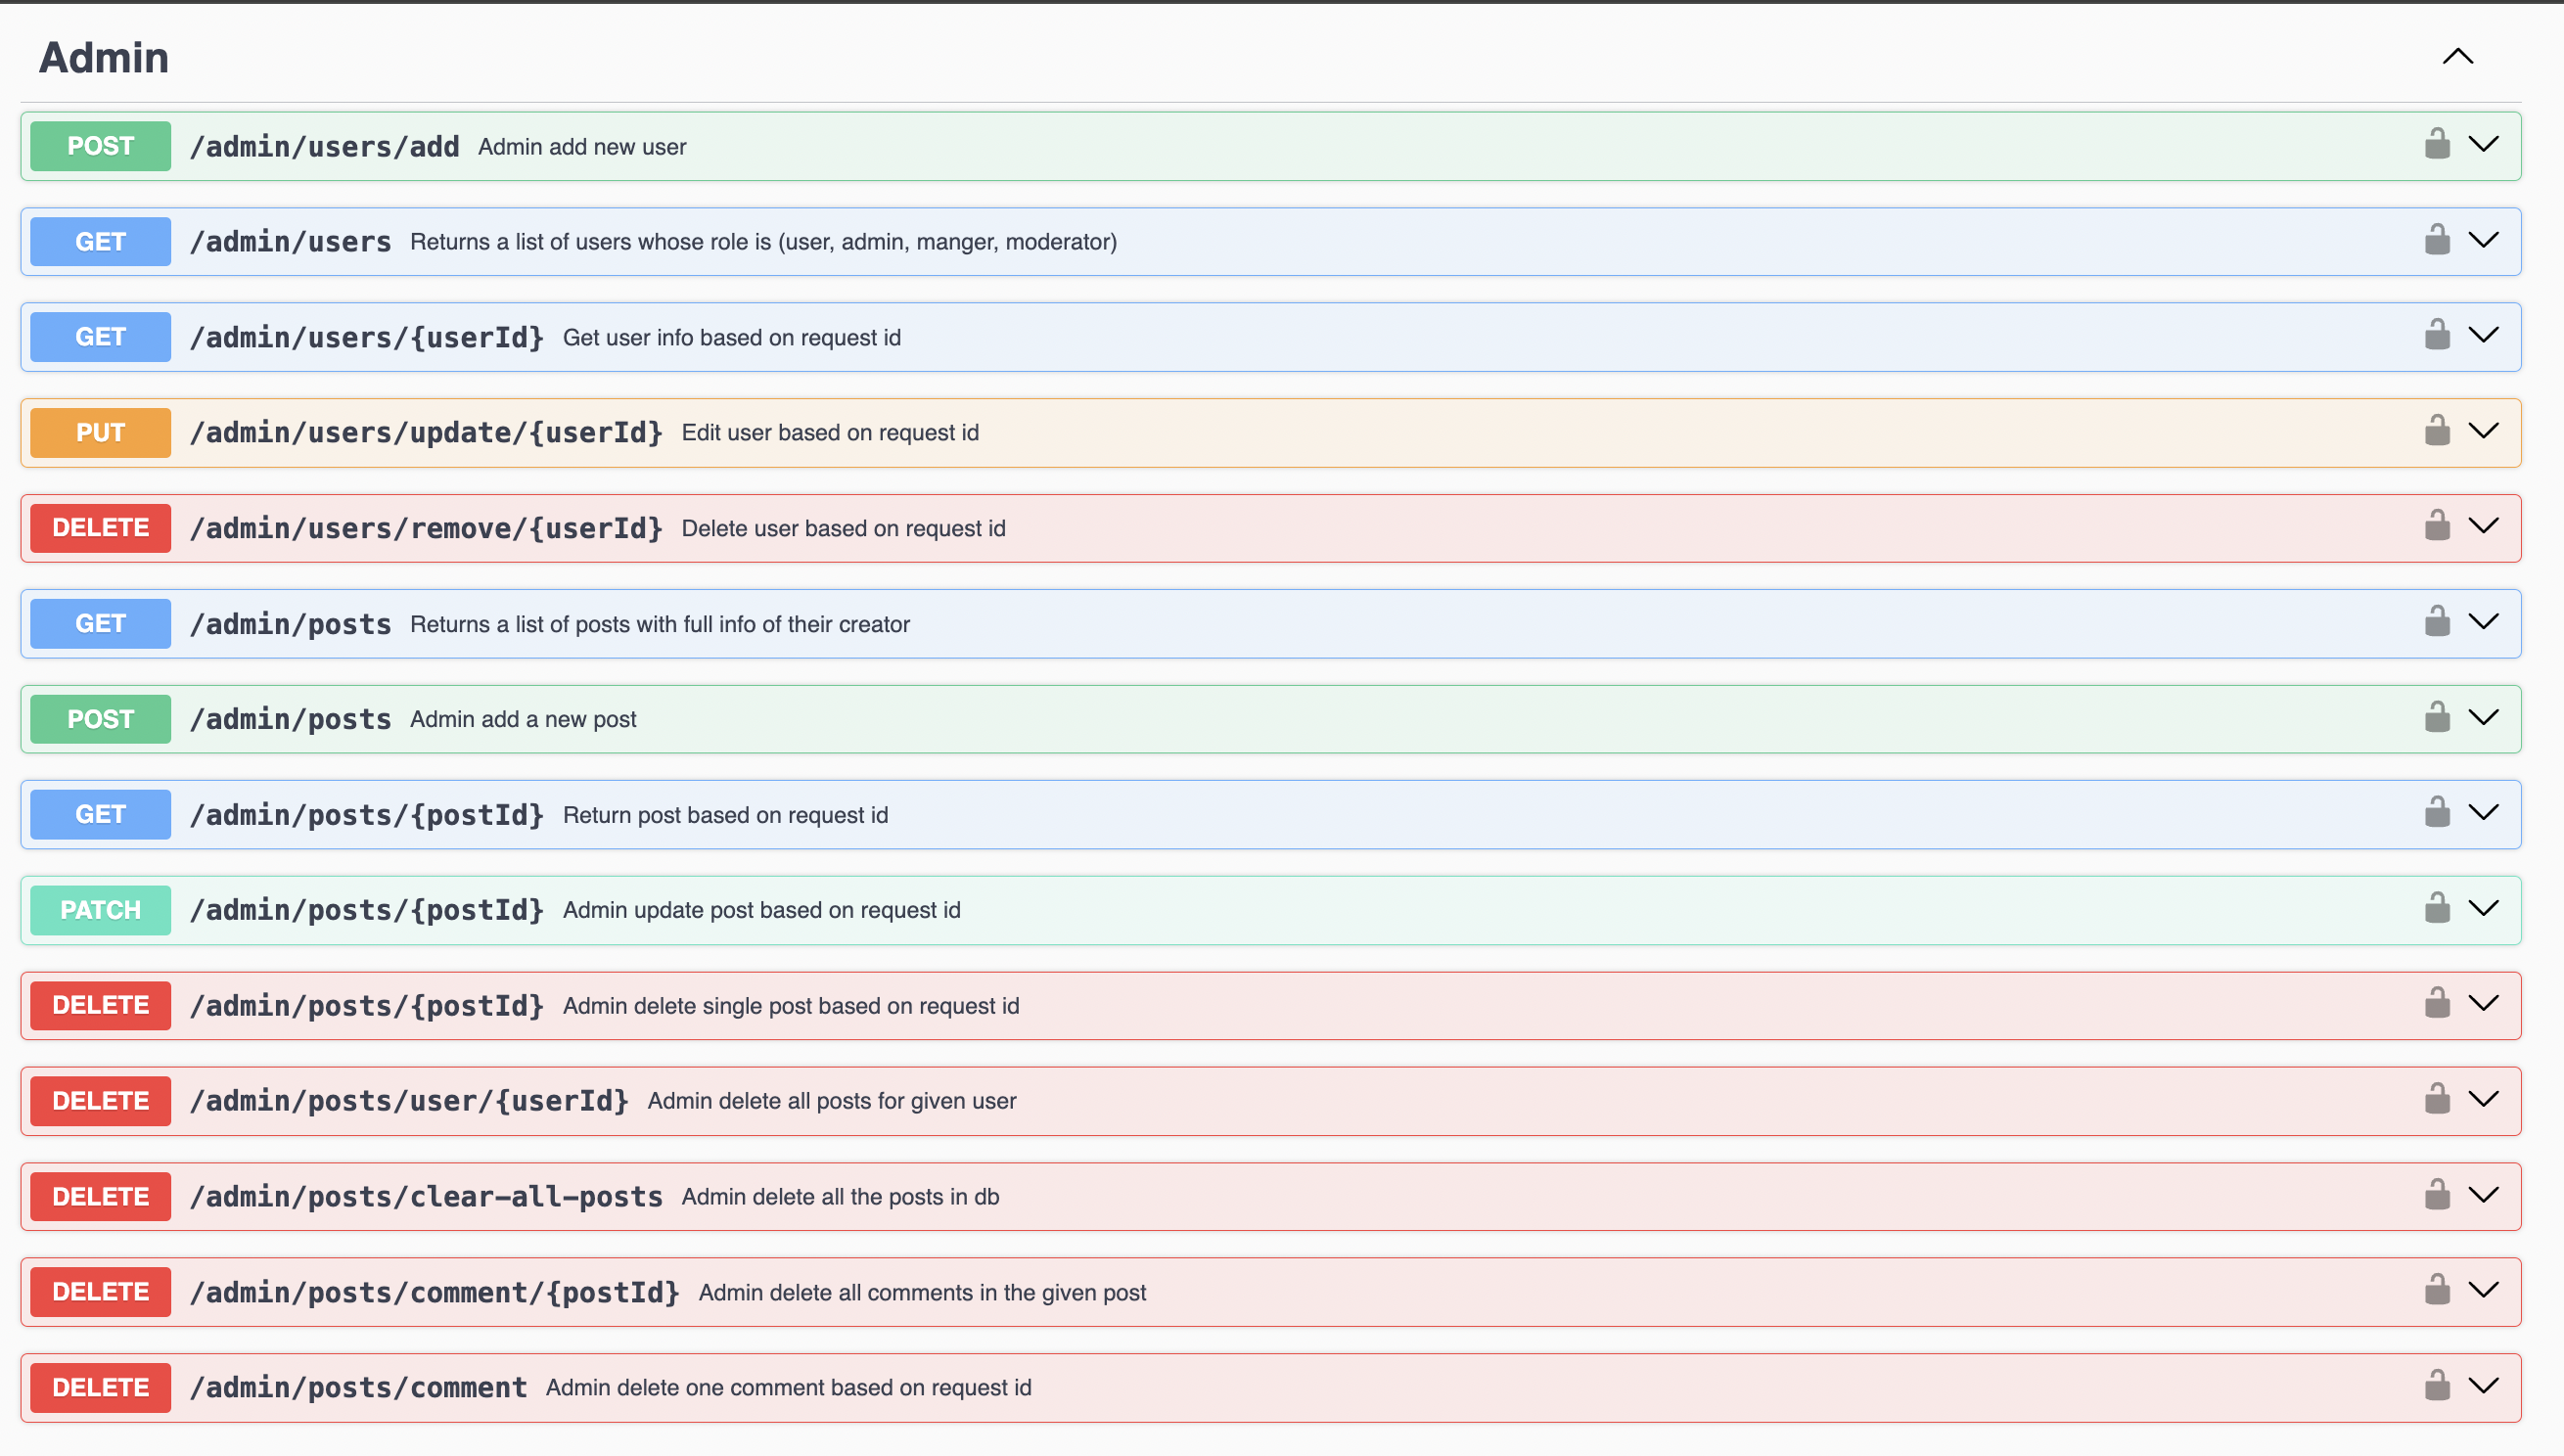 Admin
POST /admin/users/add Admin add new user
GET /admin/users Returns a list of users whose role is (user, admin, manger, moderator)
GET /admin/users/{userId} Get user info based on request id
PUT /admin/users/update/{userId} Edit user based on request id
DELETE /admin/users/remove/{userId} Delete user based on request id
GET /admin/posts Returns a list of posts with full info of their creator
POST /admin/posts Admin add a new post
GET /admin/posts/{postId} Return post based on request id
PATCH /admin/posts/{postId} Admin update post based on request id
DELETE /admin/posts/{postId} Admin delete single post based on request id
DELETE /admin/posts/user/{userId} Admin delete all posts for given user
DELETE /admin/posts/clear-all-posts Admin delete all the posts in db
DELETE /admin/posts/comment/{postId} Admin delete all comments in the given post
DELETE /admin/posts/comment Admin delete one comment based on request id